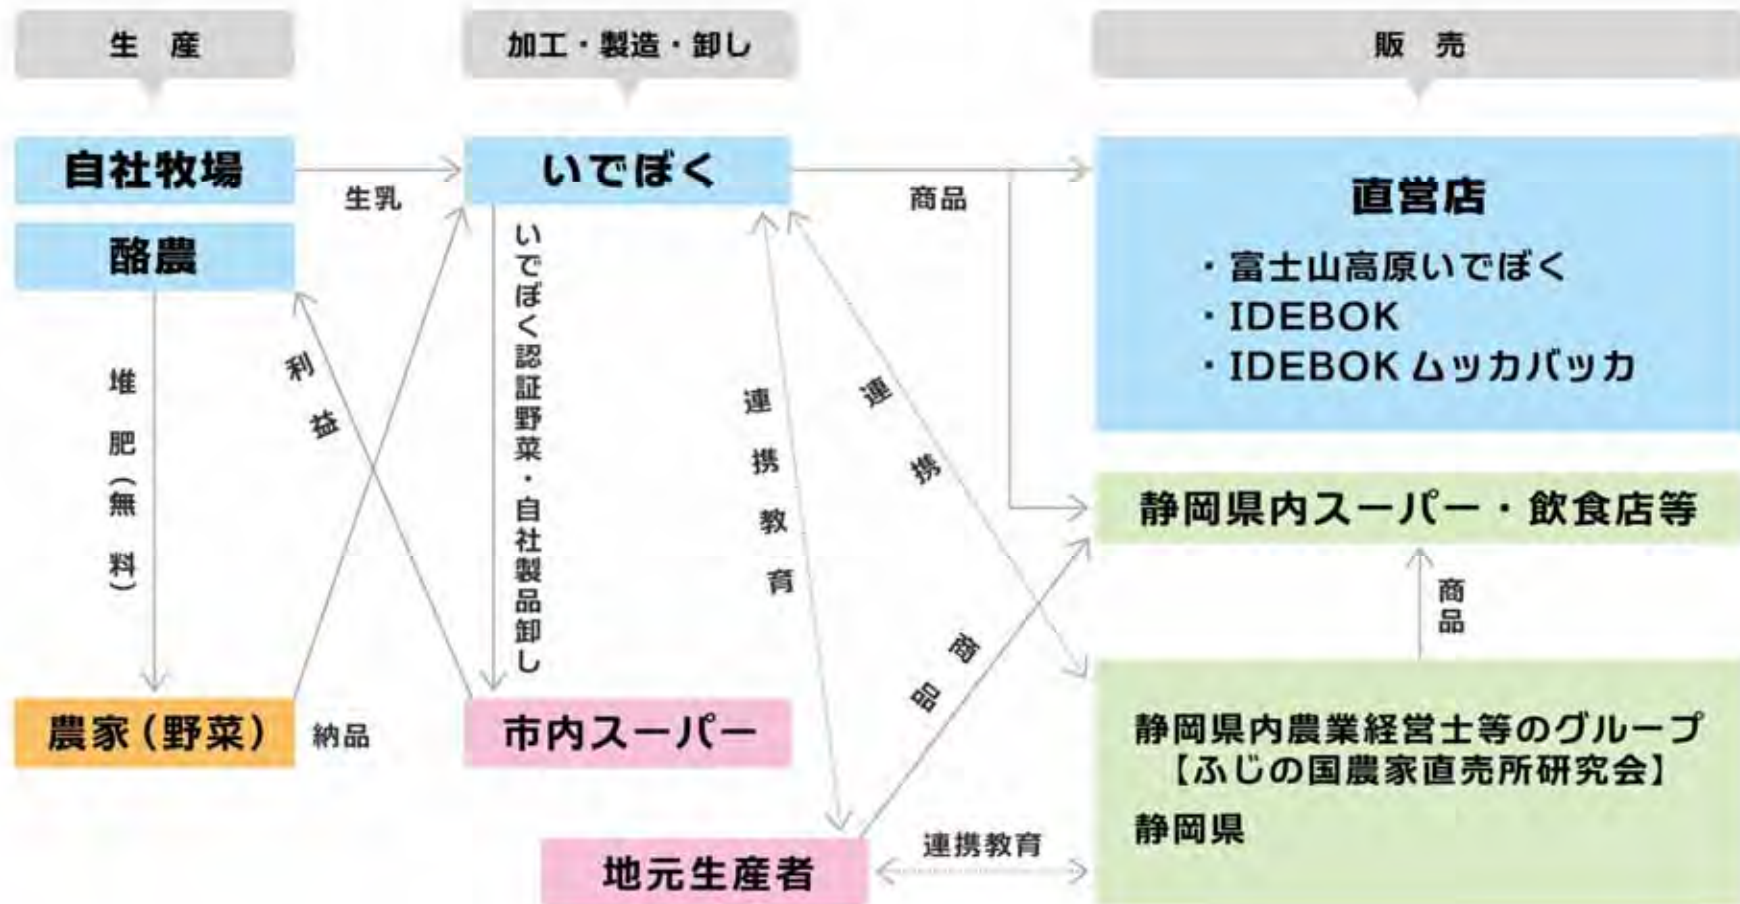 生 産
加工・製造・卸し
販 売
自社牧場
生乳
いでぼく
商品
直営店
・富士山高原いでぼく
・IDEBOK
・IDEBOK ムッカバッカ
酪農
堆肥(無料)
利益
いでぼく認証野菜・自社製品卸し
連携教育
連携
静岡県内スーパー・飲食店等
商品
商品
農家(野菜)
納品
市内スーパー
静岡県内農業経営士等のグループ
【ふじの国農家直売所研究会】
静岡県
地元生産者
連携教育